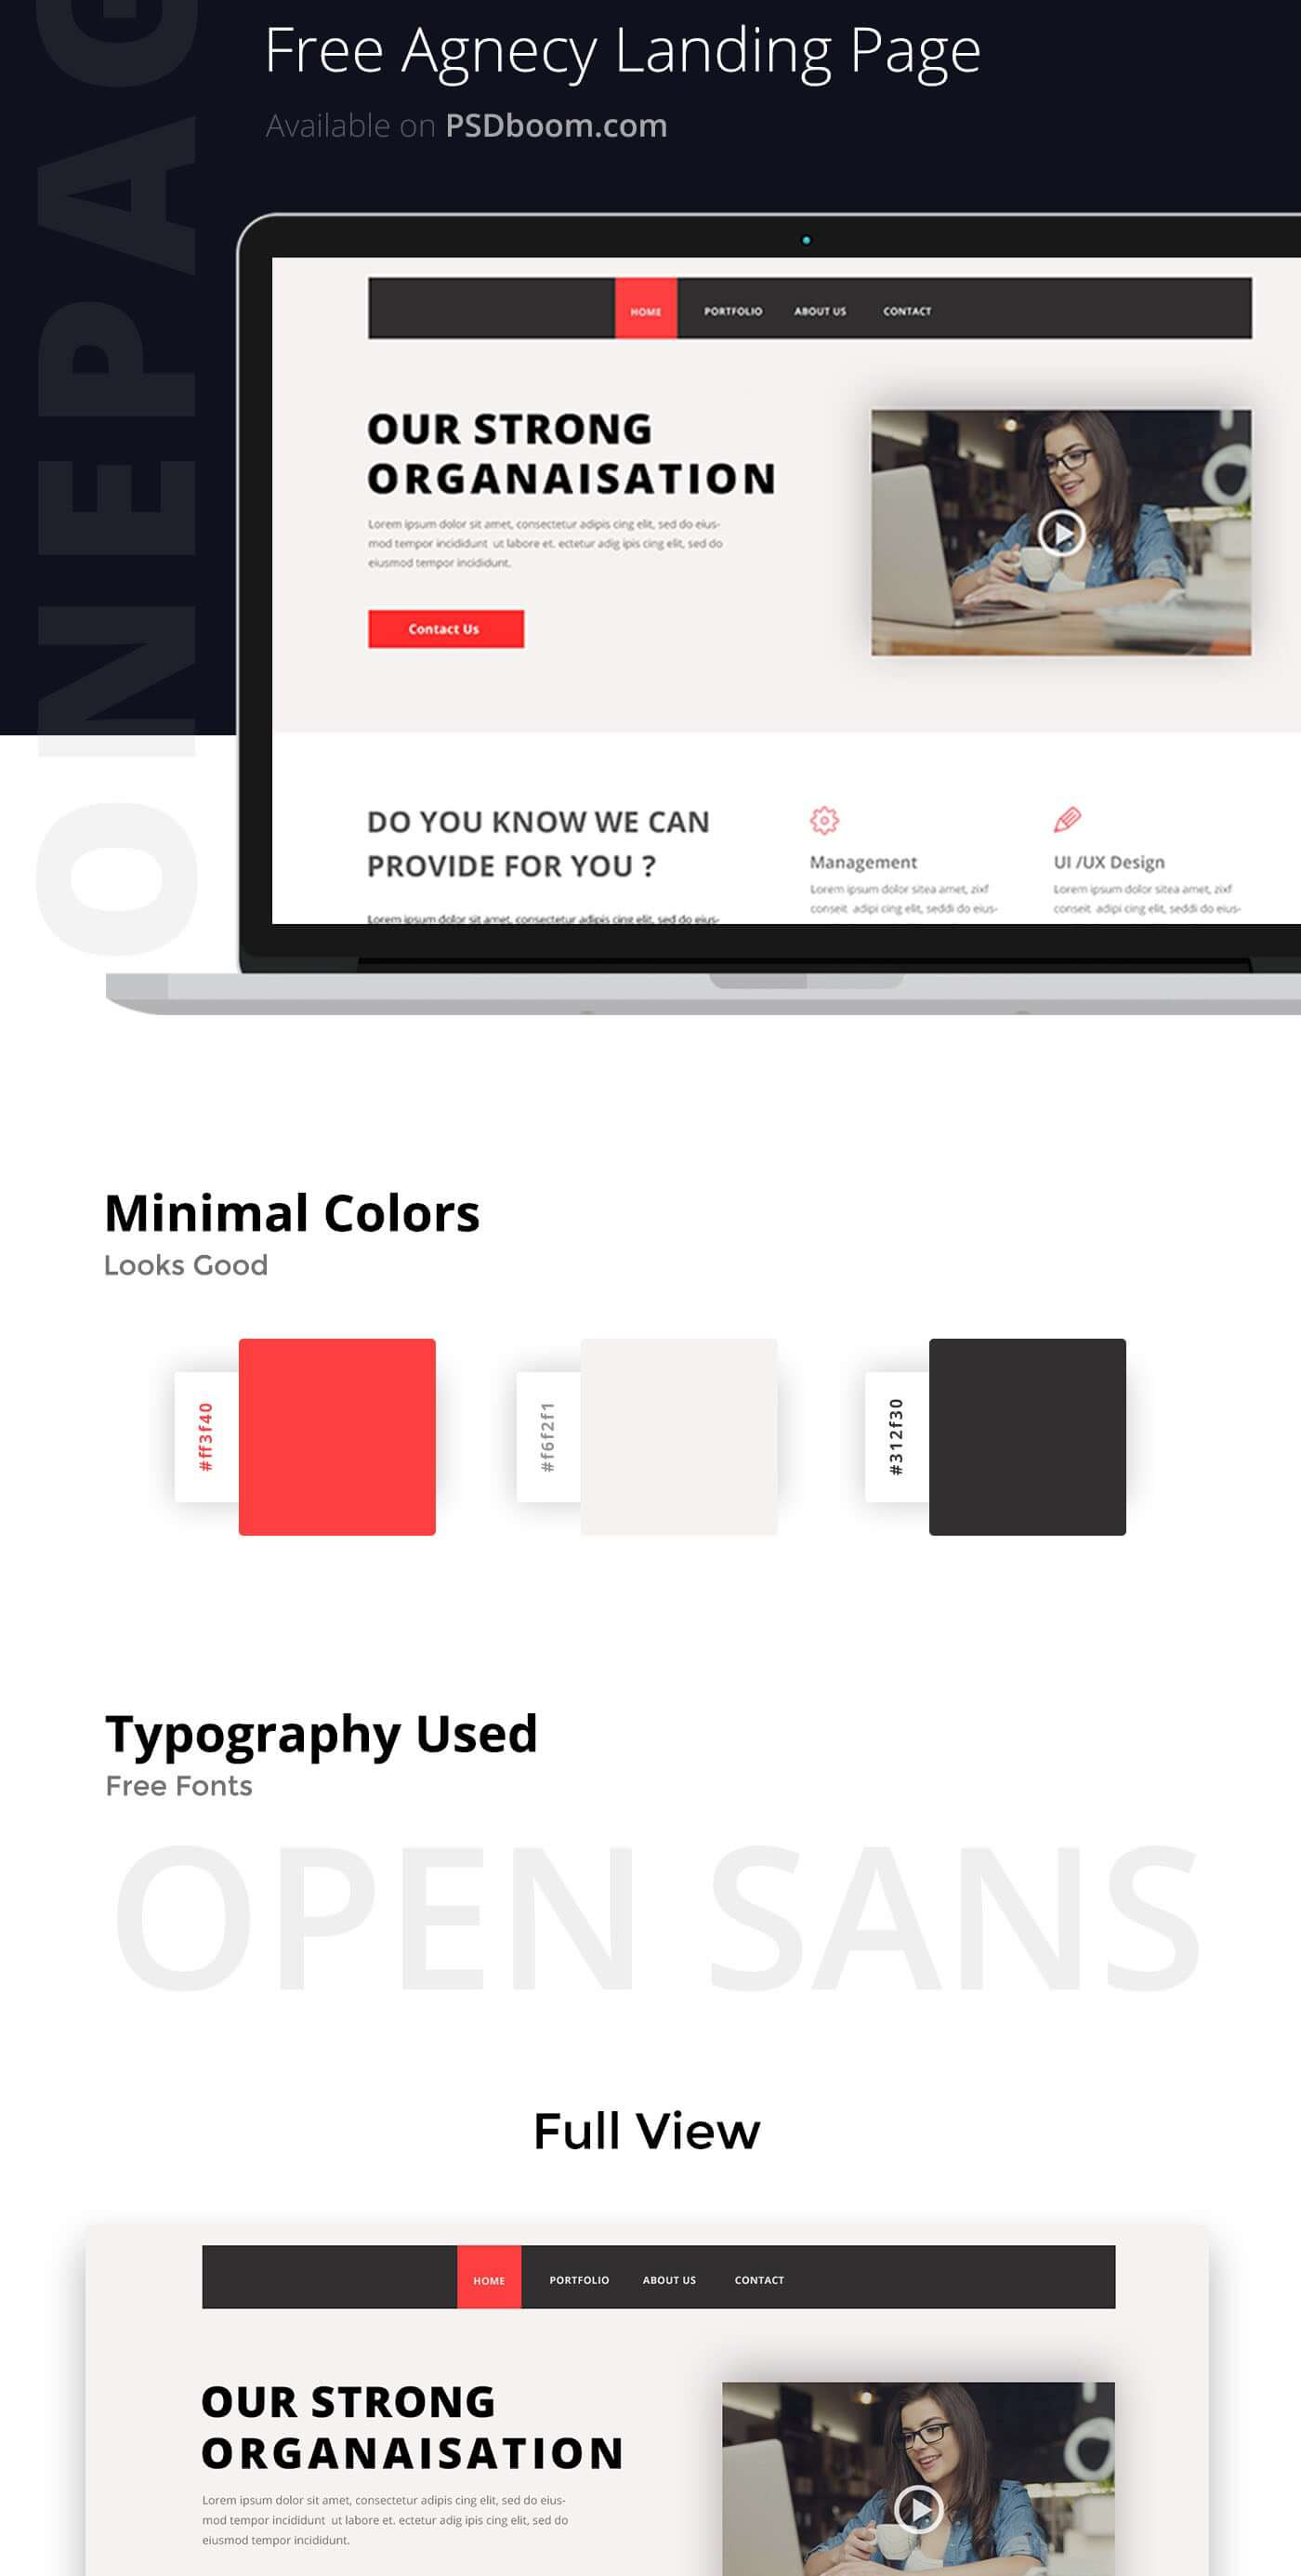 Free Agnecy Landing Page
Available on PSDboom.com
ONEPAG
HOME PORTFOLIO ABOUT US CONTACT
OUR STRONG
ORGANAISATION
Lorem ipsum dolor sit amet, consectetur adipis cing elit, sed do eius-
mod tempor incididunt ut labore et. ectetur adig ipis cing elit, sed do
eiusmod tempor incididunt.
Contact Us
DO YOU KNOW WE CAN
PROVIDE FOR YOU ?
Lorem ipsum dolor sit amet, consectetur adipis cing elit, sed do eius-
Management
Lorem ipsum dolor sitea amet, zixf
conseit adipi cing elit, seddi do eius-
UI /UX Design
Lorem ipsum dolor sitea amet, zixf
conseit adipi cing elit, seddi do eius-
Minimal Colors
Looks Good
#ff3f40
#f6f2f1
#312f30
Typography Used
Free Fonts
OPEN SANS
Full View
HOME PORTFOLIO ABOUT US CONTACT
OUR STRONG
ORGANAISATION
Lorem ipsum dolor sit amet, consectetur adipis cing elit, sed do eius-
mod tempor incididunt ut labore et. ectetur adig ipis cing elit, sed do
eiusmod tempor incididunt.